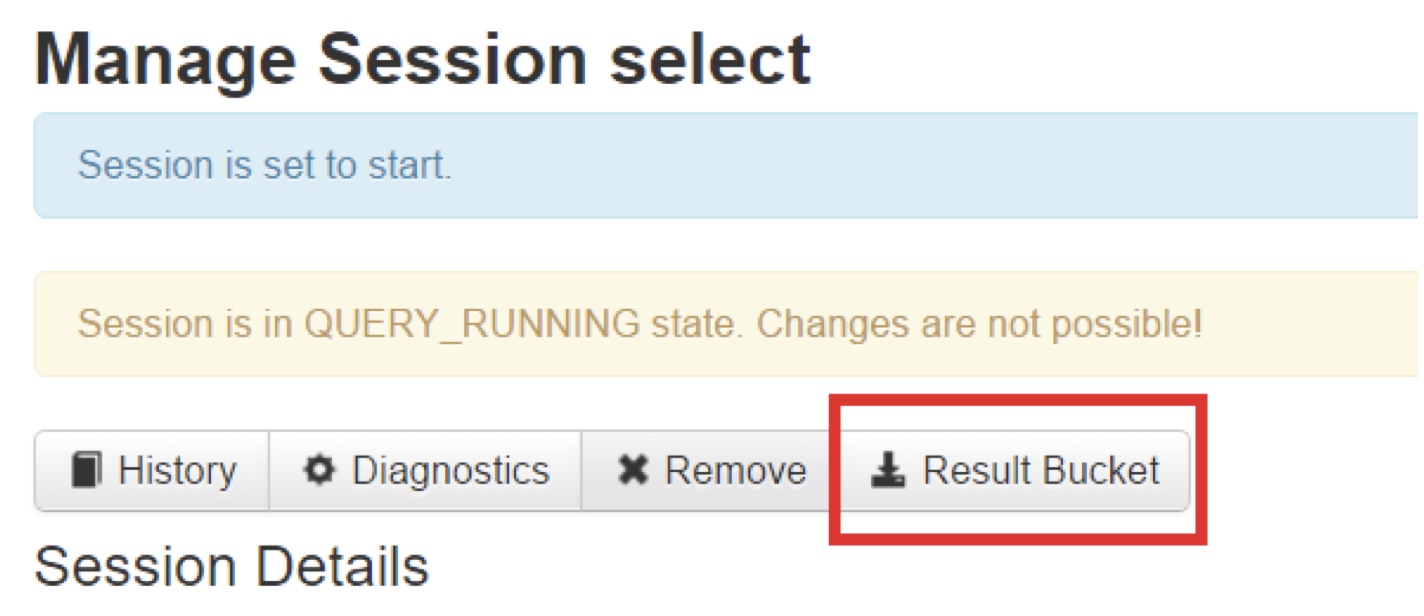 Manage Session select
Session is set to start.
Session is in QUERY_RUNNING state. Changes are not possible!
History Diagnostics Remove Result Bucket
Session Details